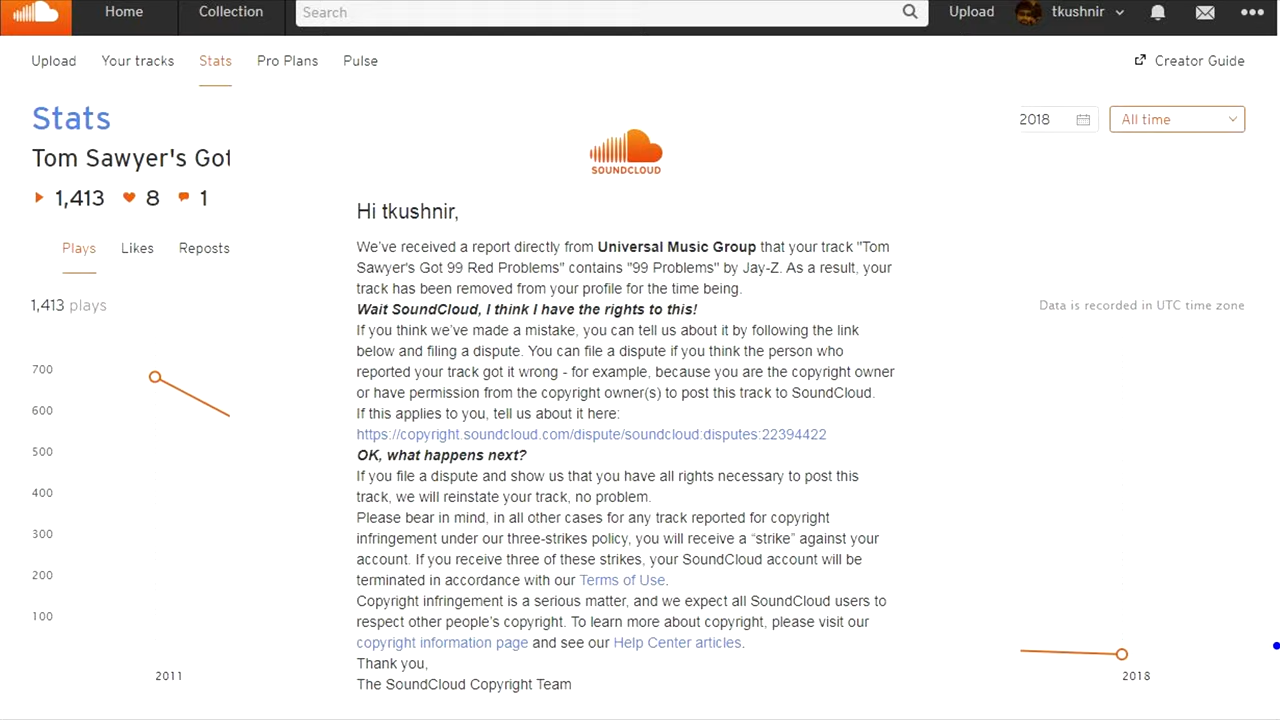 Home Collection Search Upload tkushnir
Upload Your tracks Stats Pro Plans Pulse Creator Guide
Stats
2018 All time
Tom Sawyer's Got
1,413 8 1
Plays Likes Reposts
1,413 plays
Data is recorded in UTC time zone
700
600
500
400
300
200
100
2011 2018
SOUNDCLOUD
Hi tkushnir,
We've received a report directly from Universal Music Group that your track "Tom
Sawyer's Got 99 Red Problems" contains "99 Problems" by Jay-Z. As a result, your
track has been removed from your profile for the time being.
Wait SoundCloud, I think I have the rights to this!
If you think we've made a mistake, you can tell us about it by following the link
below and filing a dispute. You can file a dispute if you think the person who
reported your track got it wrong - for example, because you are the copyright owner
or have permission from the copyright owner(s) to post this track to SoundCloud.
If this applies to you, tell us about it here:
https://copyright.soundcloud.com/dispute/soundcloud:disputes:22394422
OK, what happens next?
If you file a dispute and show us that you have all rights necessary to post this
track, we will reinstate your track, no problem.
Please bear in mind, in all other cases for any track reported for copyright
infringement under our three-strikes policy, you will receive a “strike” against your
account. If you receive three of these strikes, your SoundCloud account will be
terminated in accordance with our Terms of Use.
Copyright infringement is a serious matter, and we expect all SoundCloud users to
respect other people's copyright. To learn more about copyright, please visit our
copyright information page and see our Help Center articles.
Thank you,
The SoundCloud Copyright Team